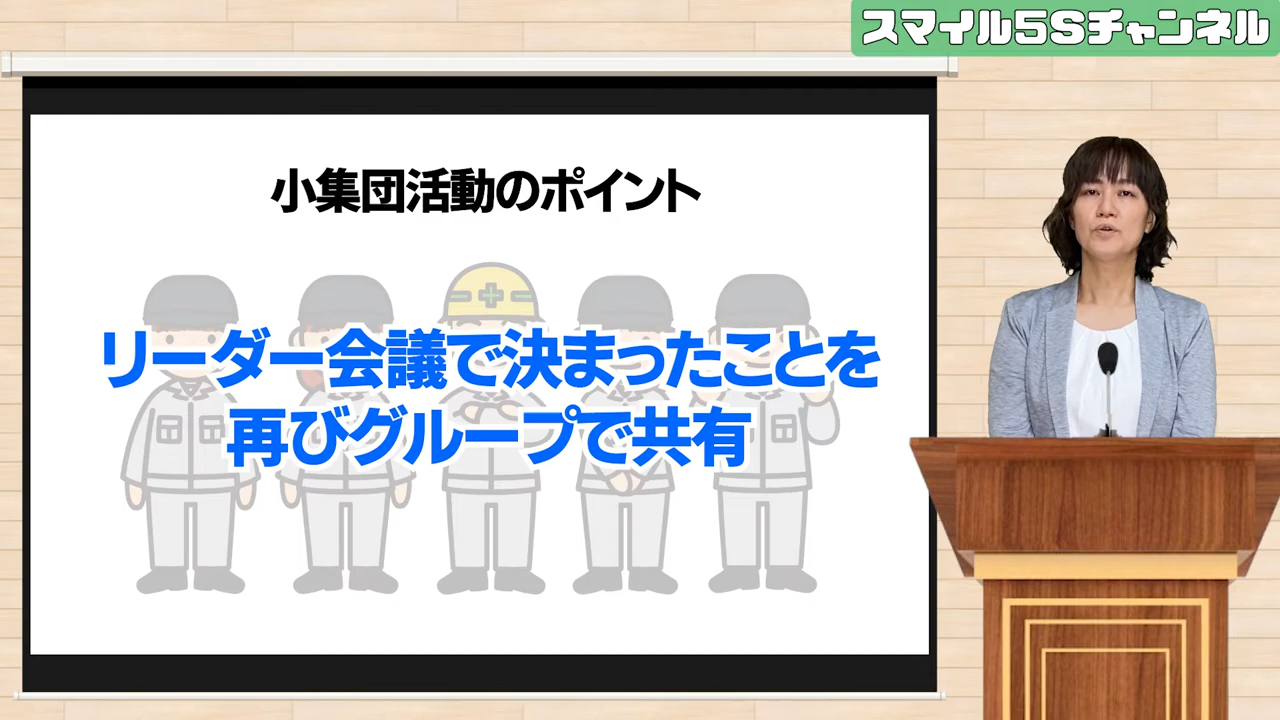 スマイル5Sチャンネル
小集団活動のポイント
リーダー会議で決まったことを
再びグループで共有